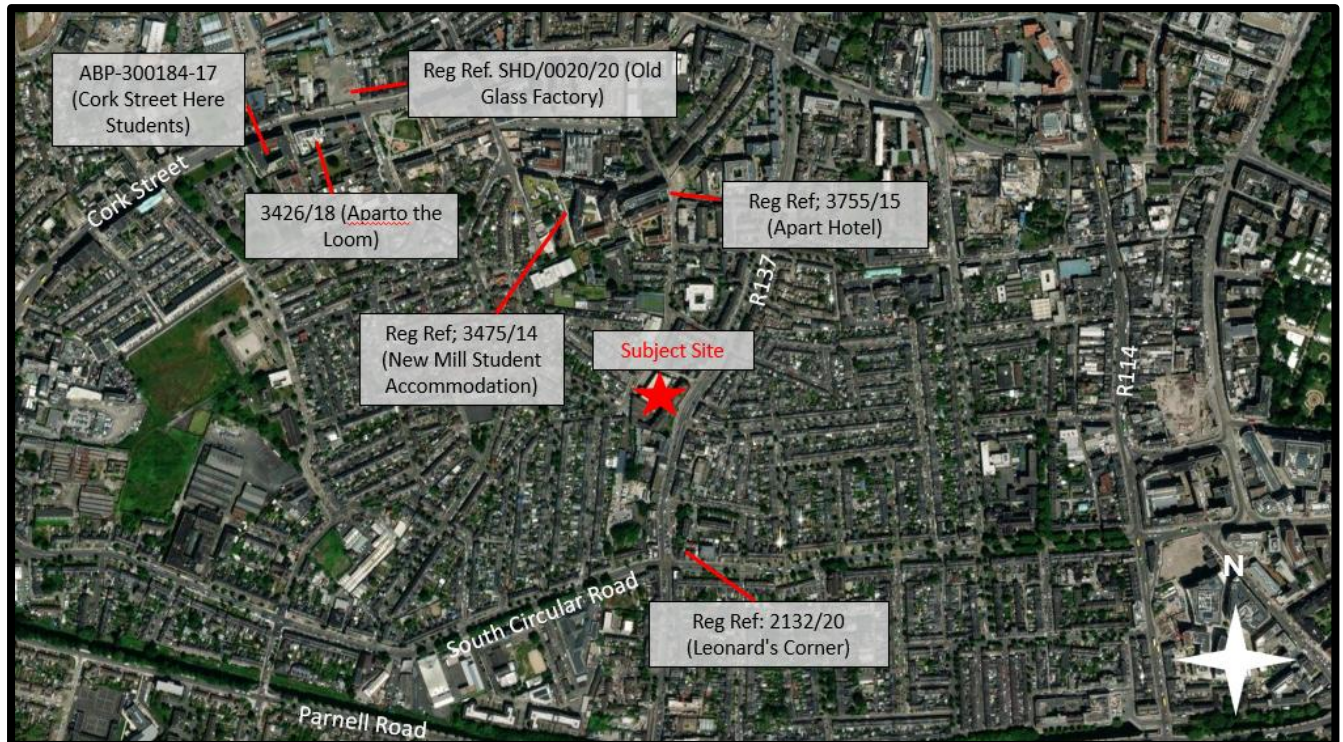 ABP-300184-17
(Cork Street Here
Students)
Reg Ref. SHD/0020/20 (Old
Glass Factory)
Cork Street
3426/18 (Aparto the
Loom)
Reg Ref; 3755/15
(Apart Hotel)
R137
Reg Ref; 3475/14
(New Mill Student
Accommodation)
Subject Site
R114
South Circular Road
Reg Ref: 2132/20
(Leonard's Corner)
N
Parnell Road